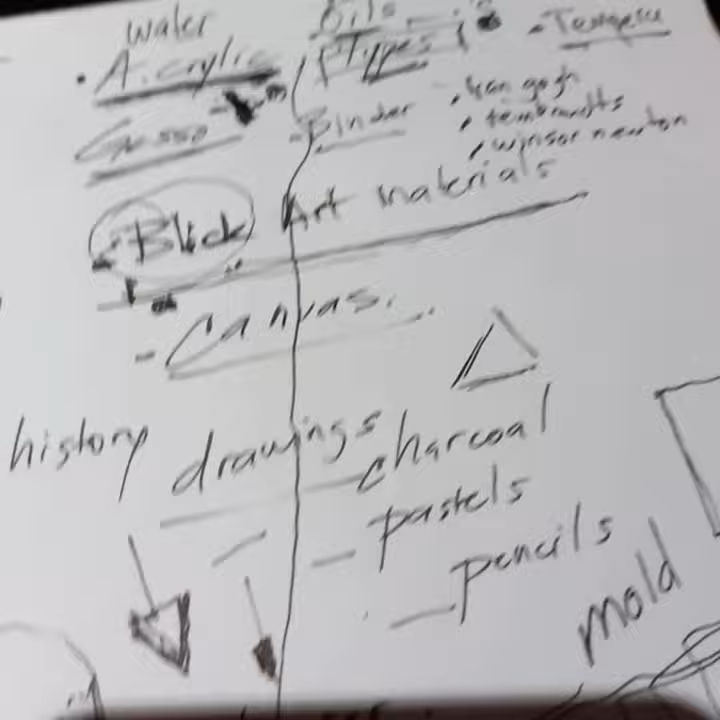 water
Oils
• Acrylic
Types
- Tempera
Gesso
- Binder
• Van gogh
• rembrandts
• winsor newton
Blick Art materials
- Canvas.
history drawings
- charcoal
- pastels
- pencils
mold